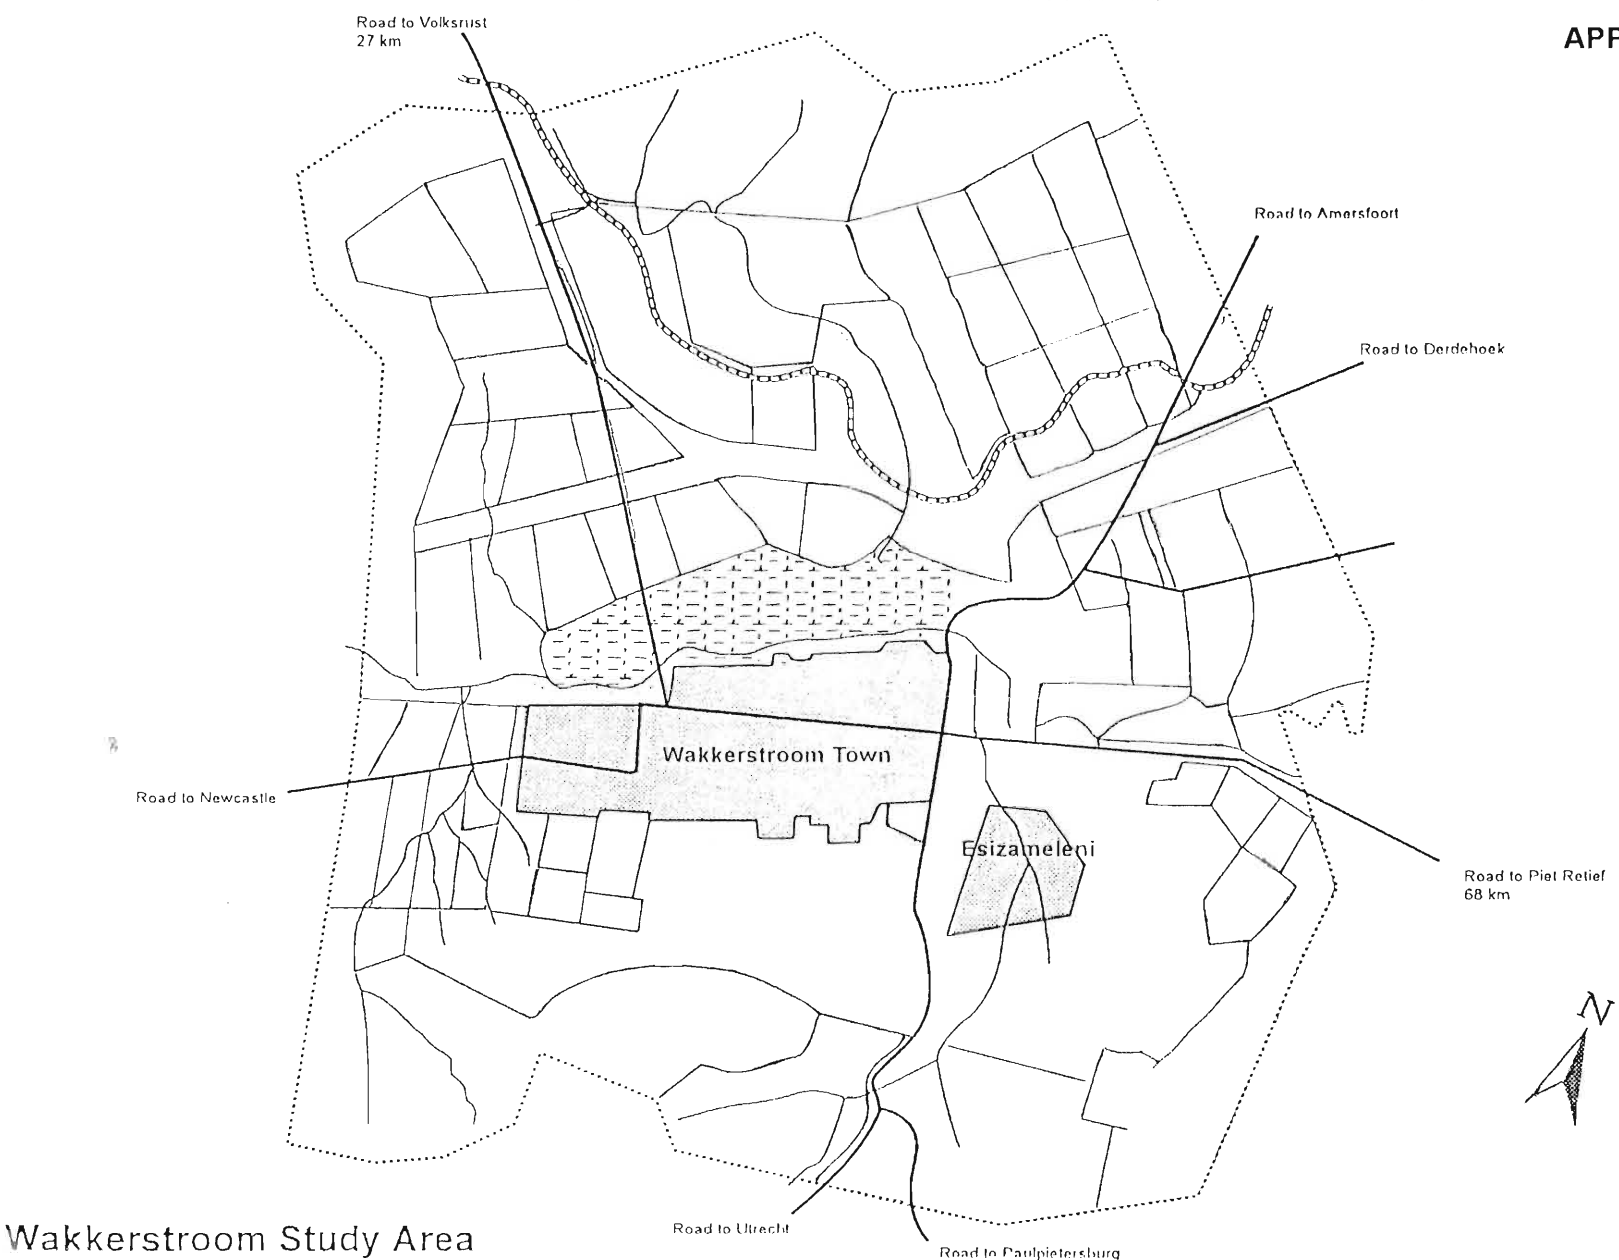 Road to Volksrust
27 km
APP
Road to Amersfoort
Road to Derdehoek
Wakkerstroom Town
Road to Newcastle
Esizameleni
Road to Piet Retief
68 km
N
Road to Utrecht
Wakkerstroom Study Area
Road to Paulpietersburg